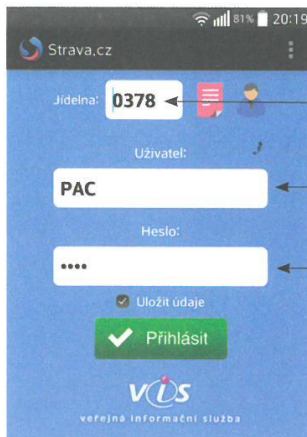 81% 20:19
Strava.cz
Jídelna: 0378
Uživatel:
PAC
Heslo:
••••
Uložit údaje
Přihlásit
vis
veřejná informační služba